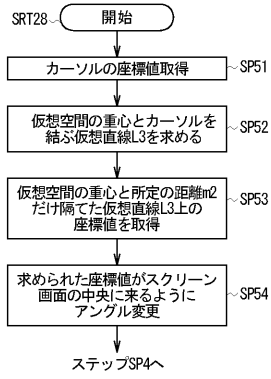 SRT28
開始
カーソルの座標値取得
SP51
仮想空間の重心とカーソルを
結ぶ仮想直線L3を求める
SP52
仮想空間の重心と所定の距離m2
だけ隔てた仮想直線L3上の
座標値を取得
SP53
求められた座標値がスクリーン
画面の中央に来るように
アングル変更
SP54
ステップSP4へ